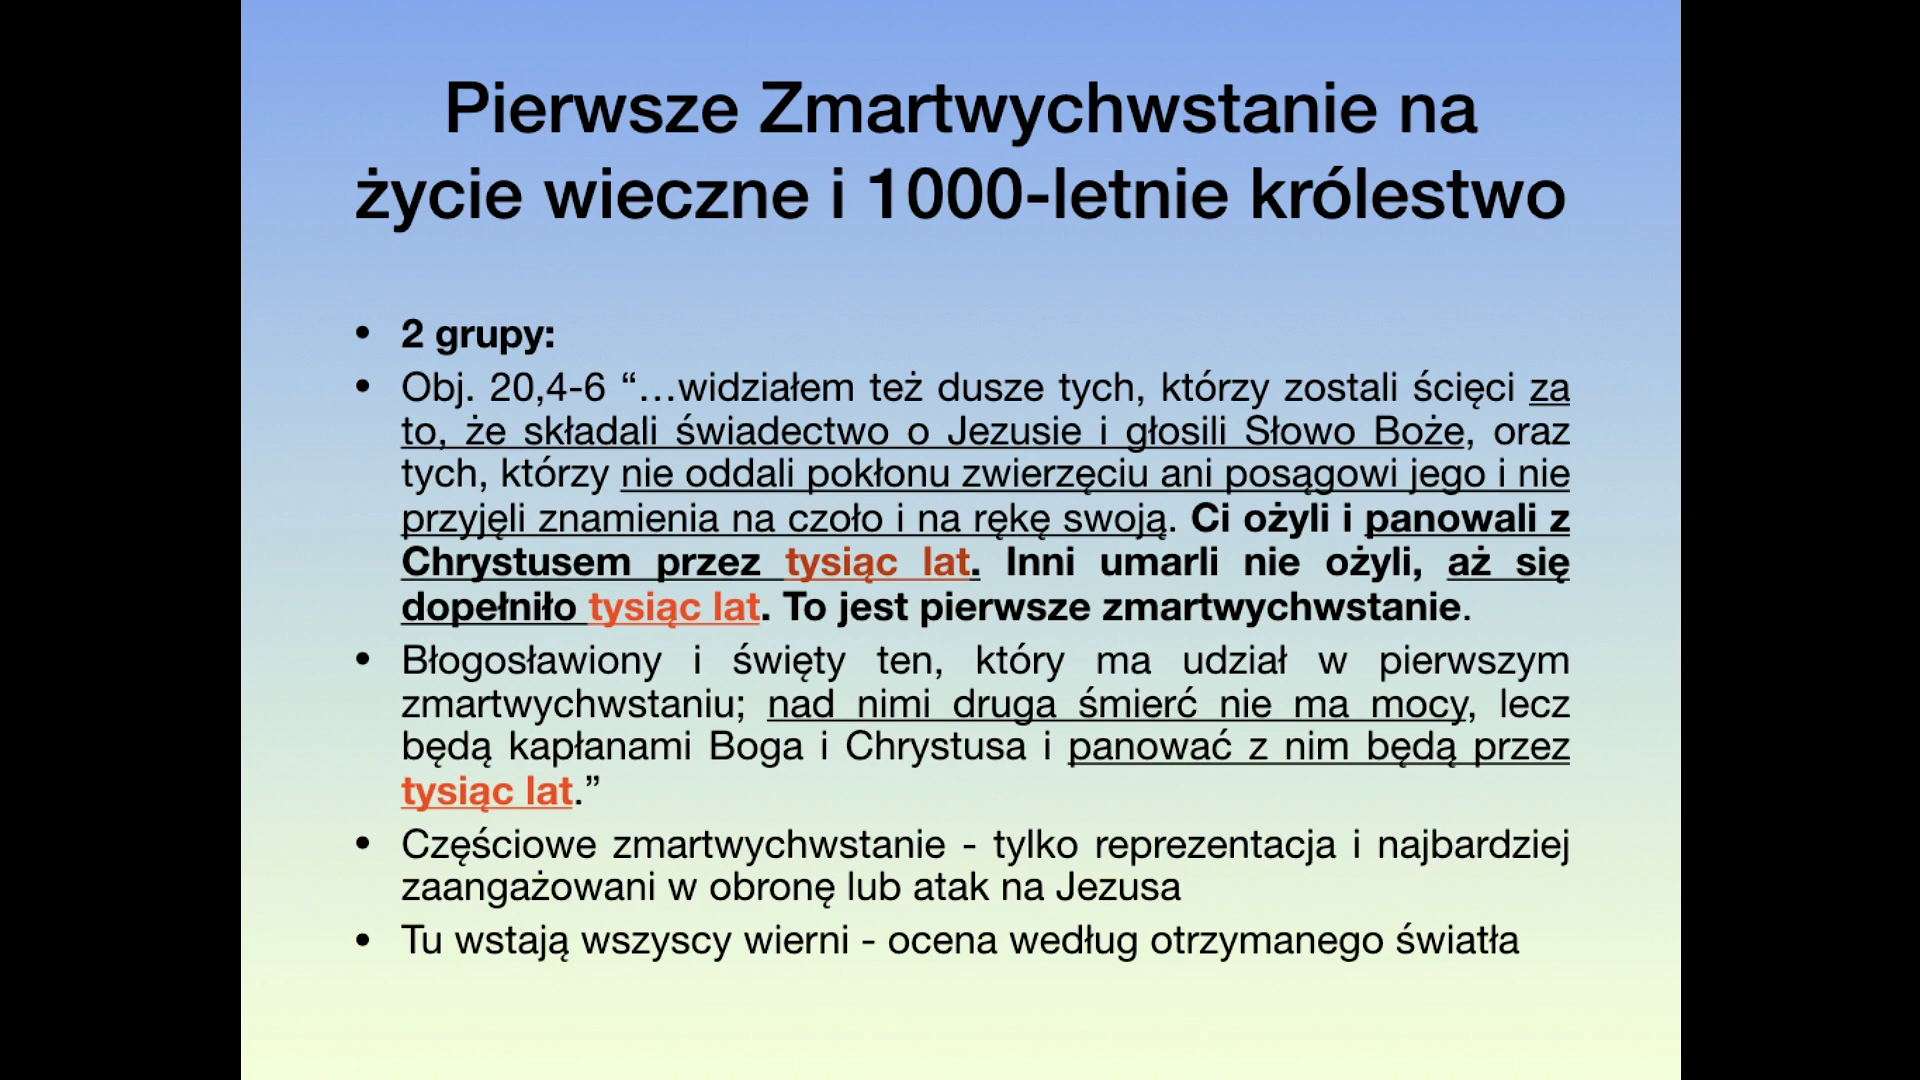 Pierwsze Zmartwychwstanie na
życie wieczne i 1000-letnie królestwo
• 2 grupy:
• Obj. 20,4-6 “…widziałem też dusze tych, którzy zostali ścięci za
to, że składali świadectwo o Jezusie i głosili Słowo Boże, oraz
tych, którzy nie oddali pokłonu zwierzęciu ani posągowi jego i nie
przyjęli znamienia na czoło i na rękę swoją. Ci ożyli i panowali z
Chrystusem przez tysiąc lat. Inni umarli nie ożyli, aż się
dopełniło tysiąc lat. To jest pierwsze zmartwychwstanie.
• Błogosławiony i święty ten, który ma udział w pierwszym
zmartwychwstaniu; nad nimi druga śmierć nie ma mocy, lecz
będą kapłanami Boga i Chrystusa i panować z nim będą przez
tysiąc lat.”
• Częściowe zmartwychwstanie - tylko reprezentacja i najbardziej
zaangażowani w obronę lub atak na Jezusa
• Tu wstają wszyscy wierni - ocena według otrzymanego światła